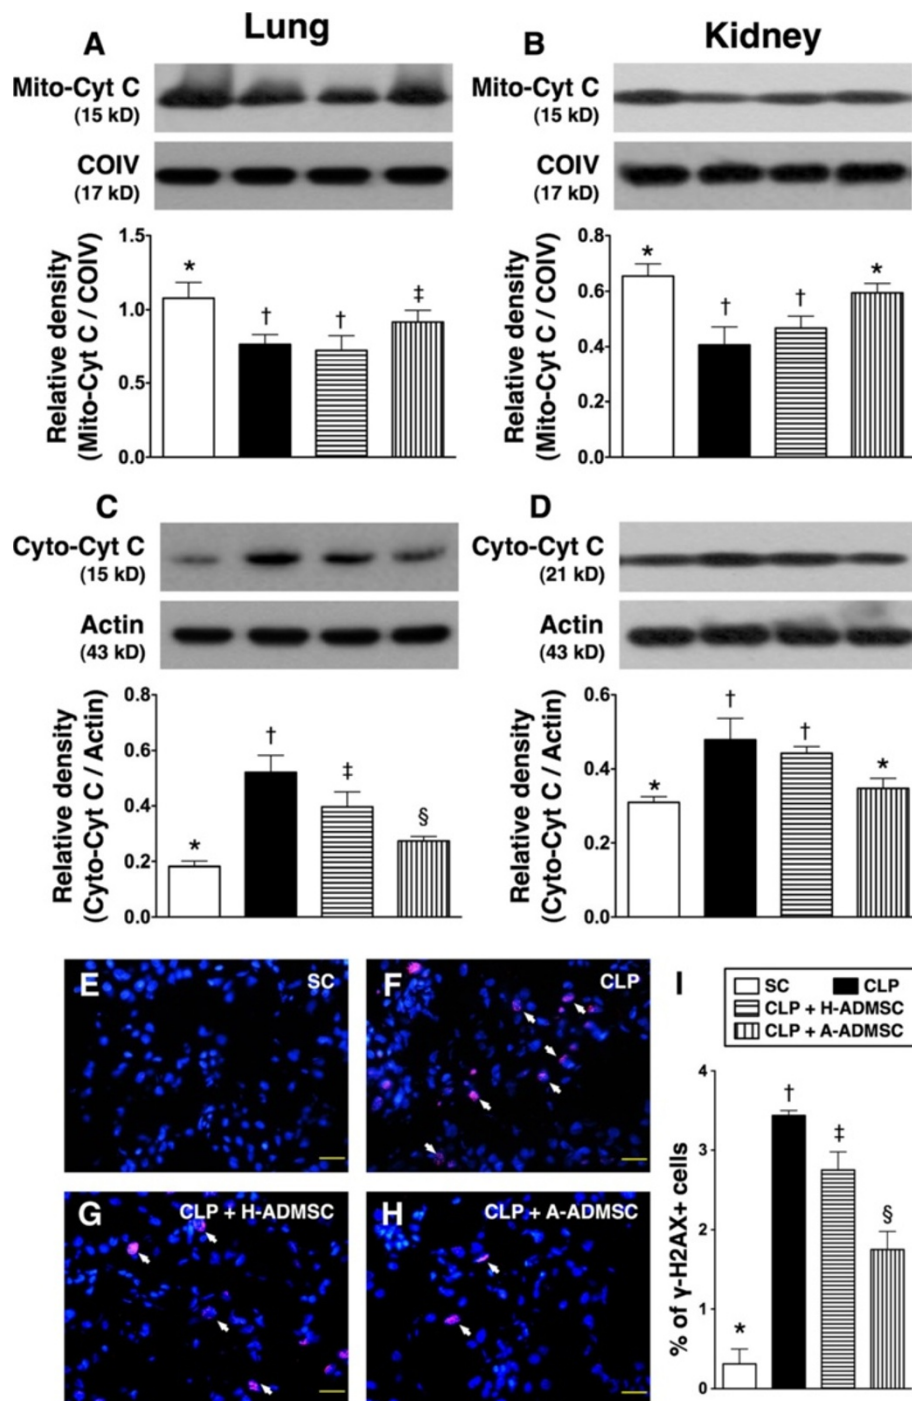 Lung
Kidney
A
Mito-Cyt C
(15 kD)
COIV
(17 kD)
Relative density
(Mito-Cyt C / COIV)
1.5
1.0
0.5
0.0
*
†
†
‡
B
Mito-Cyt C
(15 kD)
COIV
(17 kD)
Relative density
(Mito-Cyt C / COIV)
0.8
0.6
0.4
0.2
0.0
*
†
†
*
C
Cyto-Cyt C
(15 kD)
Actin
(43 kD)
Relative density
(Cyto-Cyt C / Actin)
0.8
0.6
0.4
0.2
0.0
*
†
‡
§
D
Cyto-Cyt C
(21 kD)
Actin
(43 kD)
Relative density
(Cyto-Cyt C / Actin)
0.6
0.4
0.2
0.0
*
†
†
*
E
SC
F
CLP
G
CLP + H-ADMSC
H
CLP + A-ADMSC
I
SC
CLP
CLP + H-ADMSC
CLP + A-ADMSC
% of γ-H2AX+ cells
4
3
2
1
0
*
†
‡
§